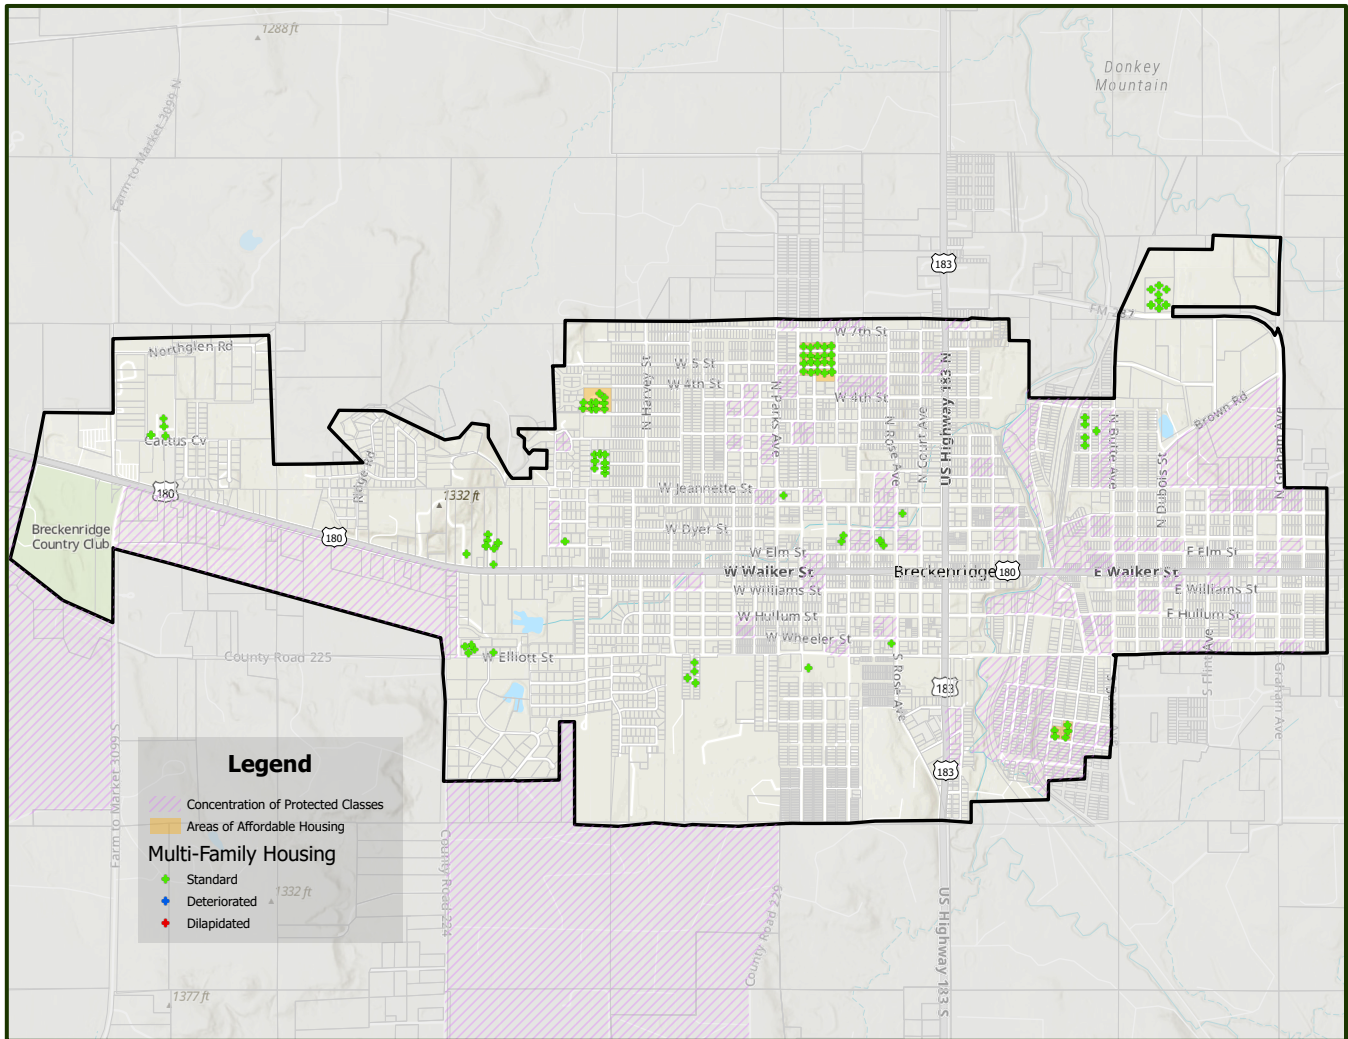 1288 ft
Donkey
Mountain
Farm to Market 3099 N
183
FM 287
W 7th St
Northglen Rd
W 5 St
W 4th St
W 4th St
N Harvey St
N Parks Ave
N Rose Ave
N Court Ave
US Highway 183 N
N Butte Ave
Brown Rd
N Graham Ave
N Dubois St
Cactus Cv
Ridge Rd
180
1332 ft
W Jeannette St
W Dyer St
Breckenridge
Country Club
180
W Elm St
E Elm St
W Walker St
Breckenridge
180
E Walker St
W Williams St
E Williams St
W Hullum St
E Hullum St
W Wheeler St
County Road 225
W Elliott St
S Rose Ave
183
S Flint Ave
Graham Ave
183
Farm to Market 3099 S
Legend
Concentration of Protected Classes
Areas of Affordable Housing
Multi-Family Housing
Standard
Deteriorated
Dilapidated
1332 ft
1377 ft
County Road 224
County Road 229
US Highway 183 S